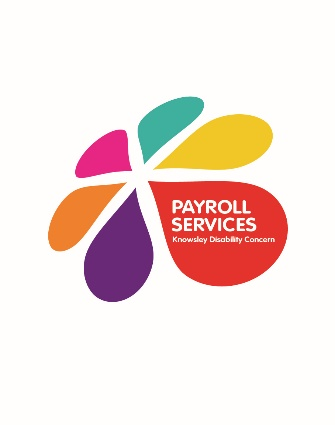 PAYROLL
SERVICES
Knowsley Disability Concern